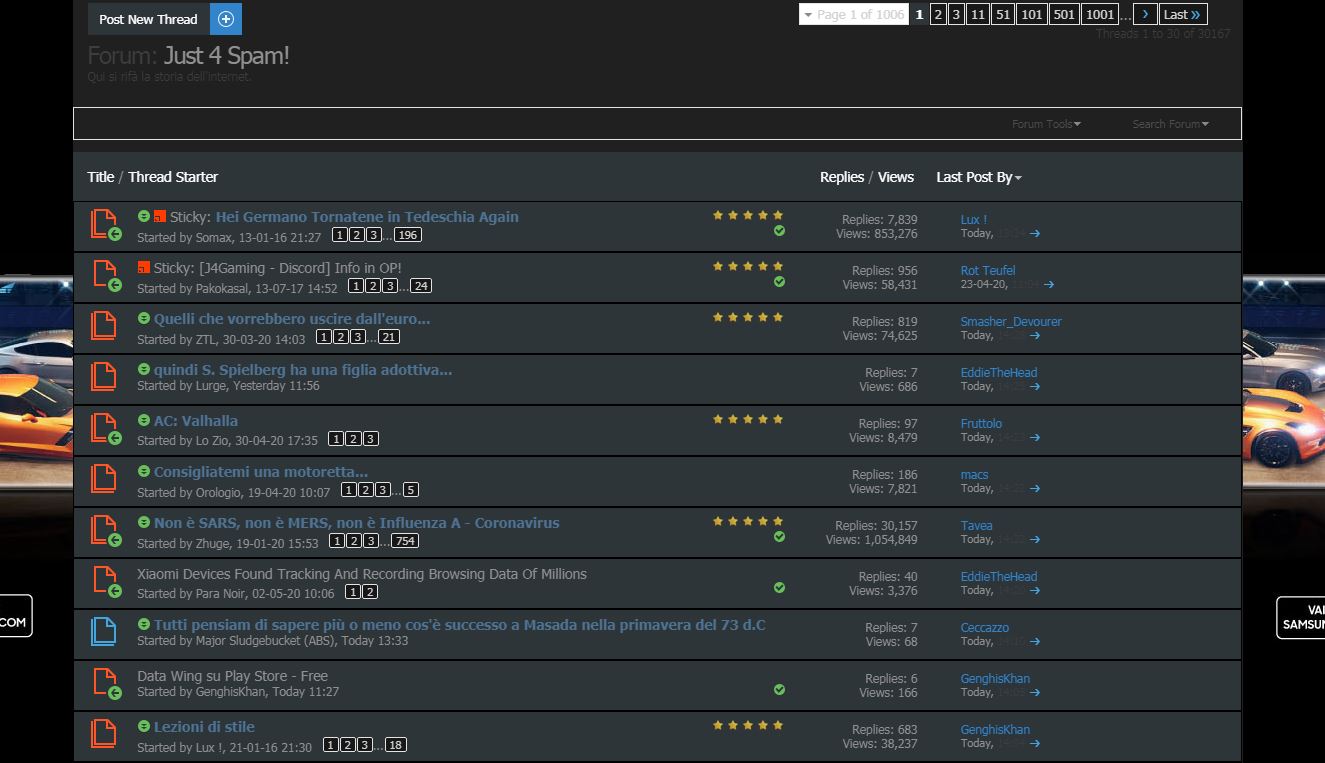 Post New Thread
Page 1 of 1006 1 2 3 11 51 101 501 1001 ... Last »
Threads 1 to 30 of 30167
Forum: Just 4 Spam!
Qui si rifà la storia dell'internet.
Forum Tools Search Forum
Title / Thread Starter Replies / Views Last Post By
Sticky: Hei Germano Tornatene in Tedeschia Again
Started by Somax, 13-01-16 21:27 1 2 3 ... 196
Replies: 7,839
Views: 853,276
Lux !
Today,
Sticky: [J4Gaming - Discord] Info in OP!
Started by Pakokasal, 13-07-17 14:52 1 2 3 ... 24
Replies: 956
Views: 58,431
Rot Teufel
23-04-20,
Quelli che vorrebbero uscire dall'euro...
Started by ZTL, 30-03-20 14:03 1 2 3 ... 21
Replies: 819
Views: 74,625
Smasher_Devourer
Today,
quindi S. Spielberg ha una figlia adottiva...
Started by Lurge, Yesterday 11:56
Replies: 7
Views: 686
EddieTheHead
Today,
AC: Valhalla
Started by Lo Zio, 30-04-20 17:35 1 2 3
Replies: 97
Views: 8,479
Fruttolo
Today,
Consigliatemi una motoretta...
Started by Orologio, 19-04-20 10:07 1 2 3 ... 5
Replies: 186
Views: 7,821
macs
Today,
Non è SARS, non è MERS, non è Influenza A - Coronavirus
Started by Zhuge, 19-01-20 15:53 1 2 3 ... 754
Replies: 30,157
Views: 1,054,849
Tavea
Today,
Xiaomi Devices Found Tracking And Recording Browsing Data Of Millions
Started by Para Noir, 02-05-20 10:06 1 2
Replies: 40
Views: 3,376
EddieTheHead
Today,
Tutti pensiam di sapere più o meno cos'è successo a Masada nella primavera del 73 d.C
Started by Major Sludgebucket (ABS), Today 13:33
Replies: 7
Views: 68
Ceccazzo
Today,
Data Wing su Play Store - Free
Started by GenghisKhan, Today 11:27
Replies: 6
Views: 166
GenghisKhan
Today,
Lezioni di stile
Started by Lux !, 21-01-16 21:30 1 2 3 ... 18
Replies: 683
Views: 38,237
GenghisKhan
Today,
.COM
VAI
SAMSUN